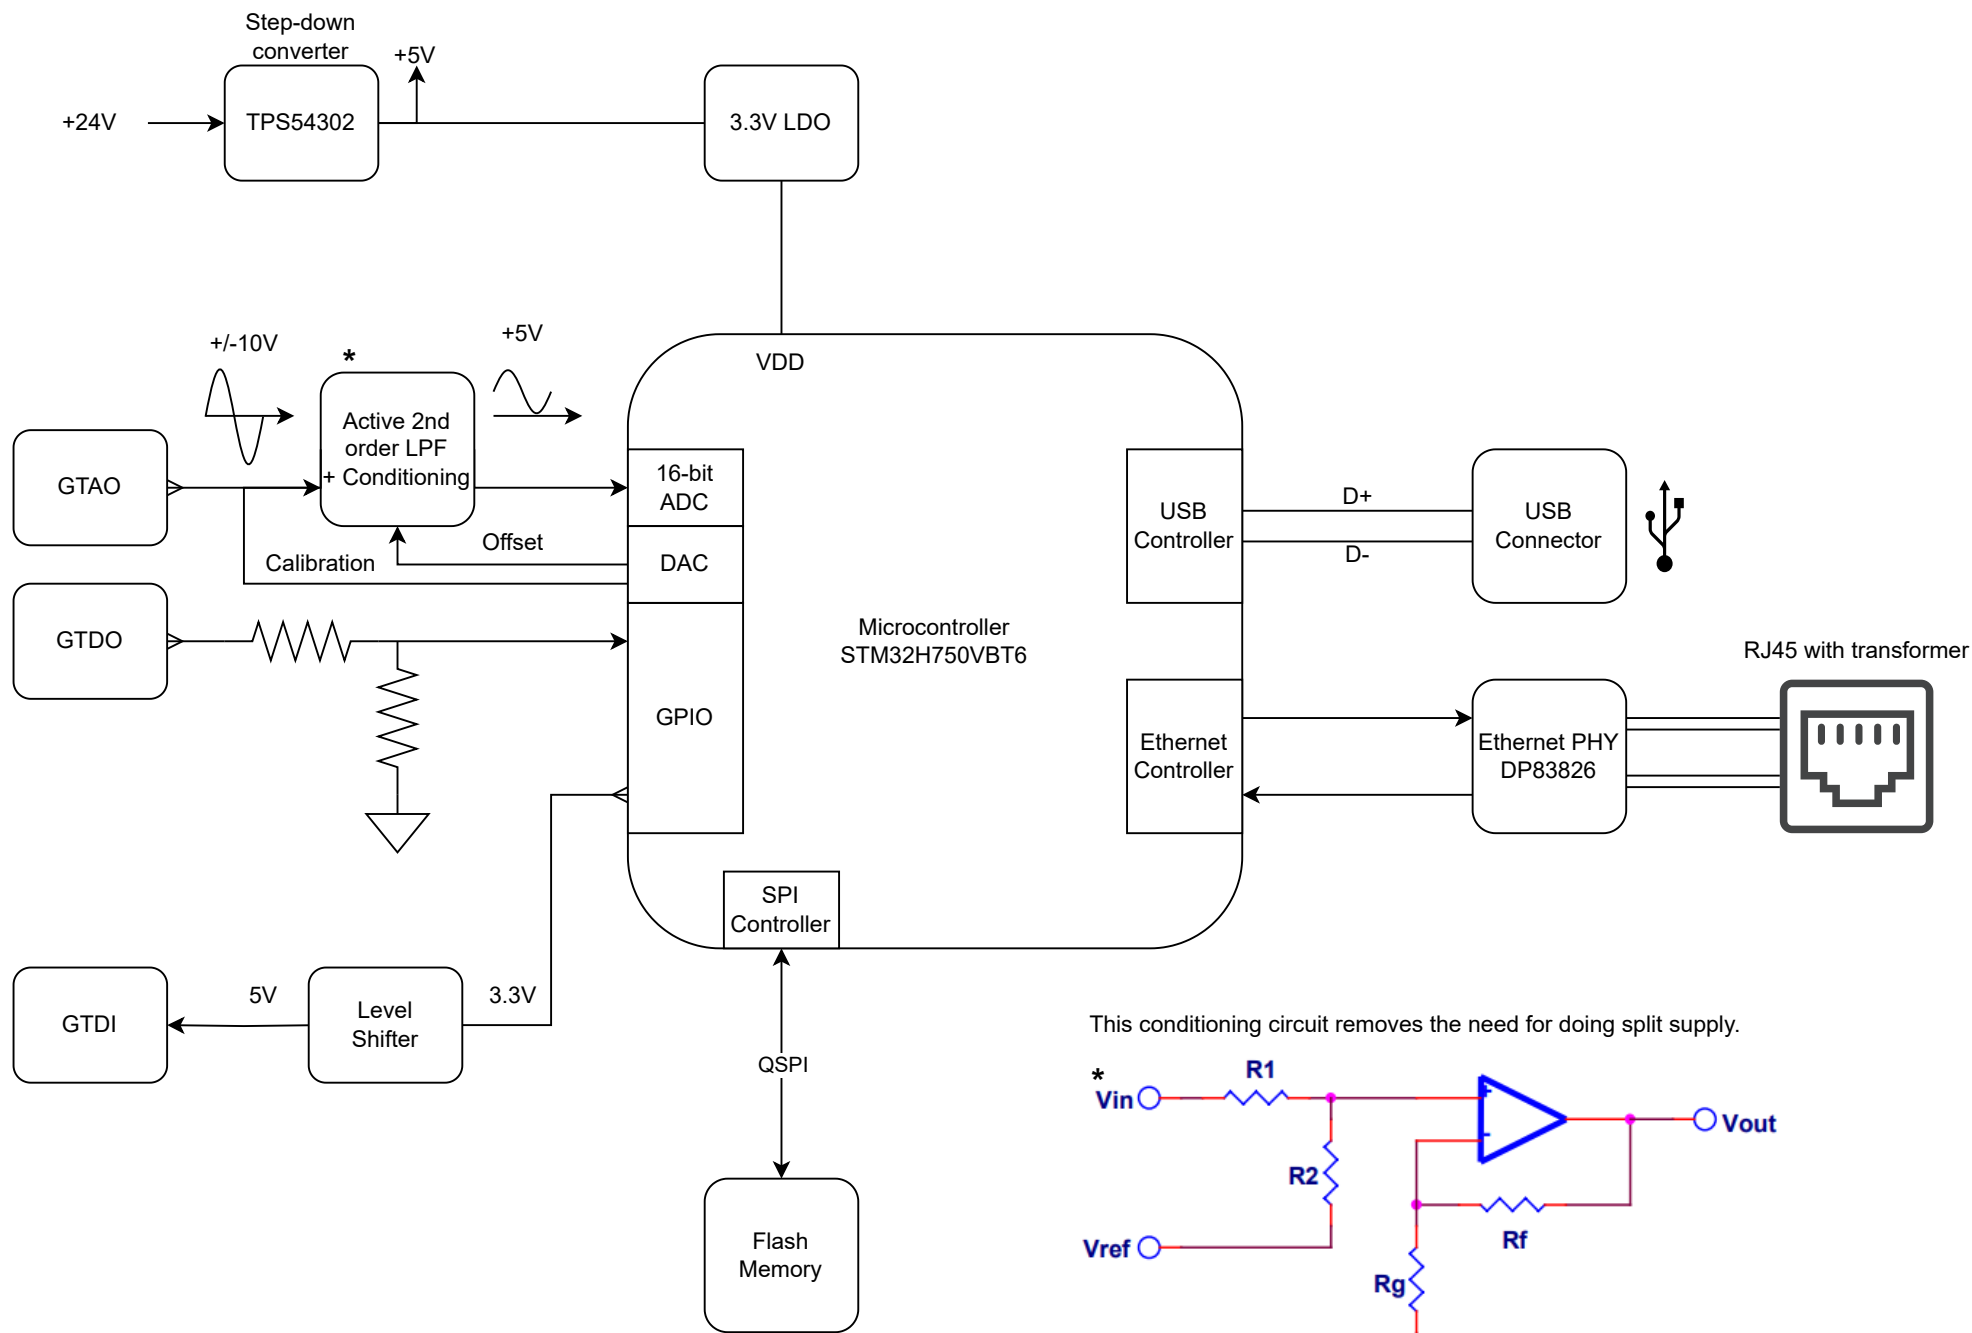 Step-down
converter
+5V
+24V
TPS54302
3.3V LDO
+/-10V
+5V
*
VDD
Active 2nd
order LPF
+ Conditioning
GTAO
16-bit
ADC
Offset
Calibration
DAC
USB
Controller
D+
D-
USB
Connector
GTDO
Microcontroller
STM32H750VBT6
GPIO
RJ45 with transformer
Ethernet
Controller
Ethernet PHY
DP83826
SPI
Controller
GTDI
5V
Level
Shifter
3.3V
QSPI
Flash
Memory
This conditioning circuit removes the need for doing split supply.
*
Vin
R1
+
-
Vout
R2
Vref
Rf
Rg